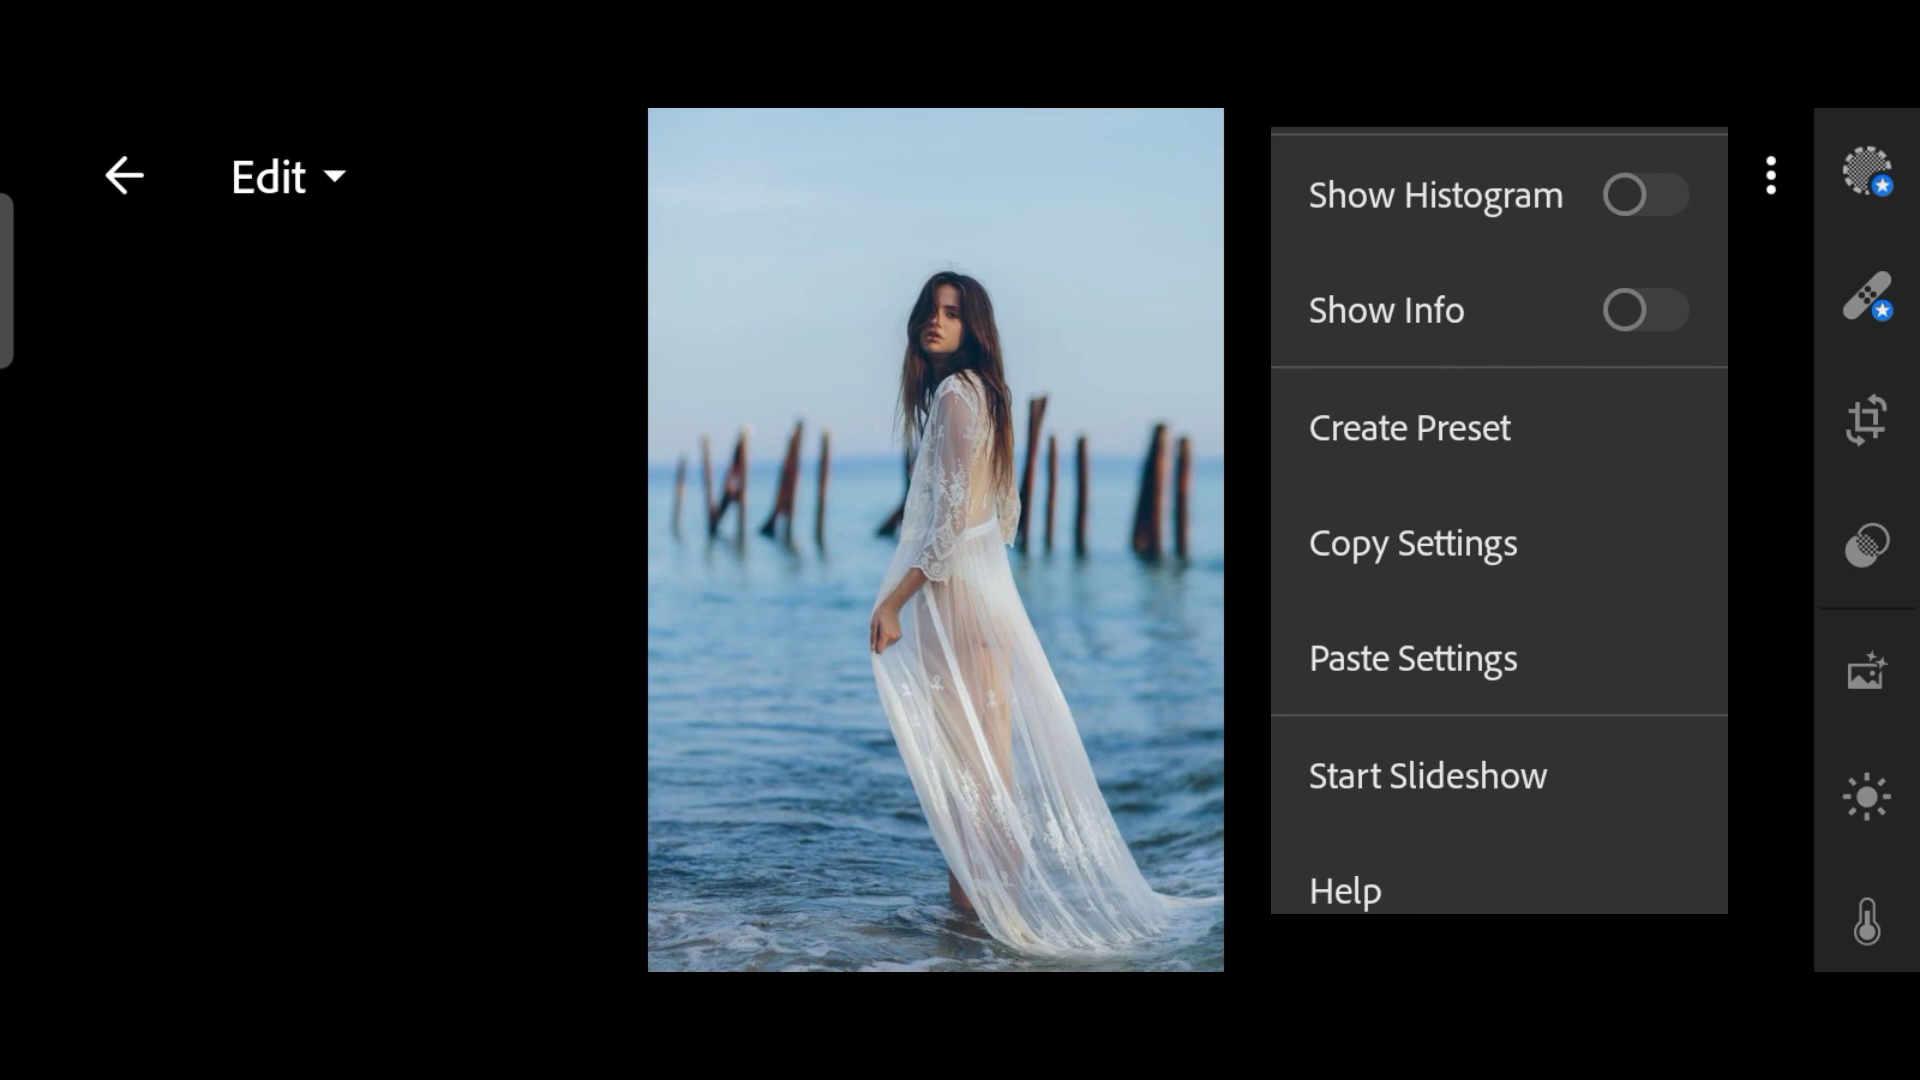 Edit
Show Histogram
Show Info
Create Preset
Copy Settings
Paste Settings
Start Slideshow
Help